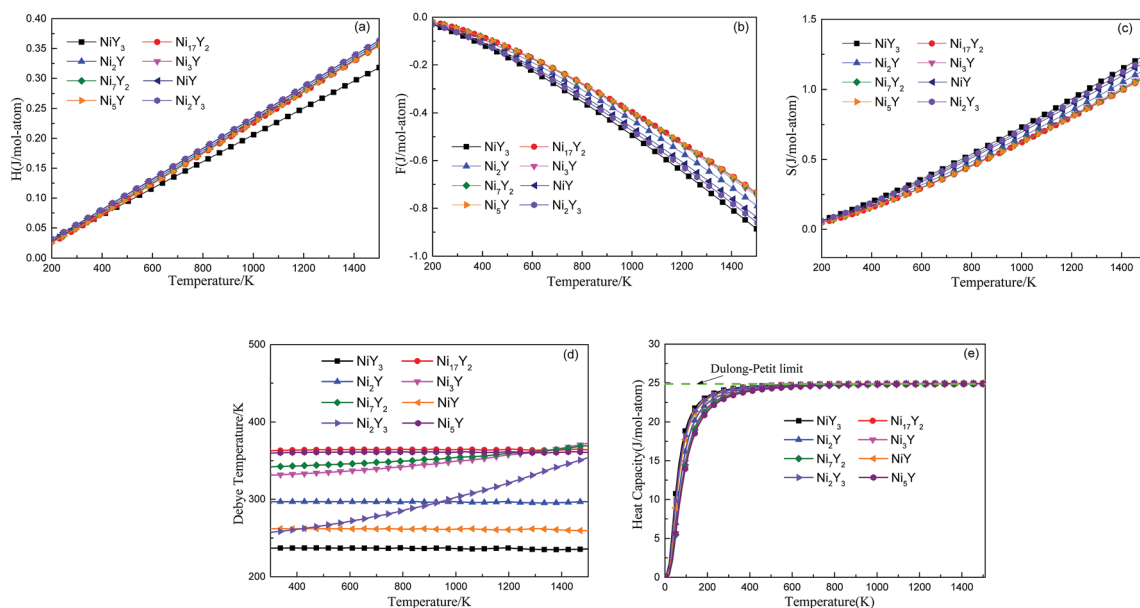 (a)
NiY₃
Ni₁₇Y₂
Ni₂Y
Ni₃Y
Ni₇Y₂
NiY
Ni₅Y
Ni₂Y₃
H(J/mol-atom)
0.40
0.35
0.30
0.25
0.20
0.15
0.10
0.05
0.00
200 400 600 800 1000 1200 1400
Temperature/K
(b)
NiY₃
Ni₁₇Y₂
Ni₂Y
Ni₃Y
Ni₇Y₂
NiY
Ni₅Y
Ni₂Y₃
F(J/mol-atom)
0.0
-0.2
-0.4
-0.6
-0.8
-1.0
200 400 600 800 1000 1200 1400
Temperature/K
(c)
NiY₃
Ni₁₇Y₂
Ni₂Y
Ni₃Y
Ni₇Y₂
NiY
Ni₅Y
Ni₂Y₃
S(J/mol-atom)
1.5
1.0
0.5
0.0
200 400 600 800 1000 1200 1400
Temperature/K
(d)
NiY₃
Ni₁₇Y₂
Ni₂Y
Ni₃Y
Ni₇Y₂
NiY
Ni₂Y₃
Ni₅Y
Debye Temperature/K
500
400
300
200
400 600 800 1000 1200 1400
Temperature/K
(e)
Dulong-Petit limit
NiY₃
Ni₁₇Y₂
Ni₂Y
Ni₃Y
Ni₇Y₂
NiY
Ni₂Y₃
Ni₅Y
Heat Capacity(J/mol-atom)
30
25
20
15
10
5
0
0 200 400 600 800 1000 1200 1400
Temperature(K)